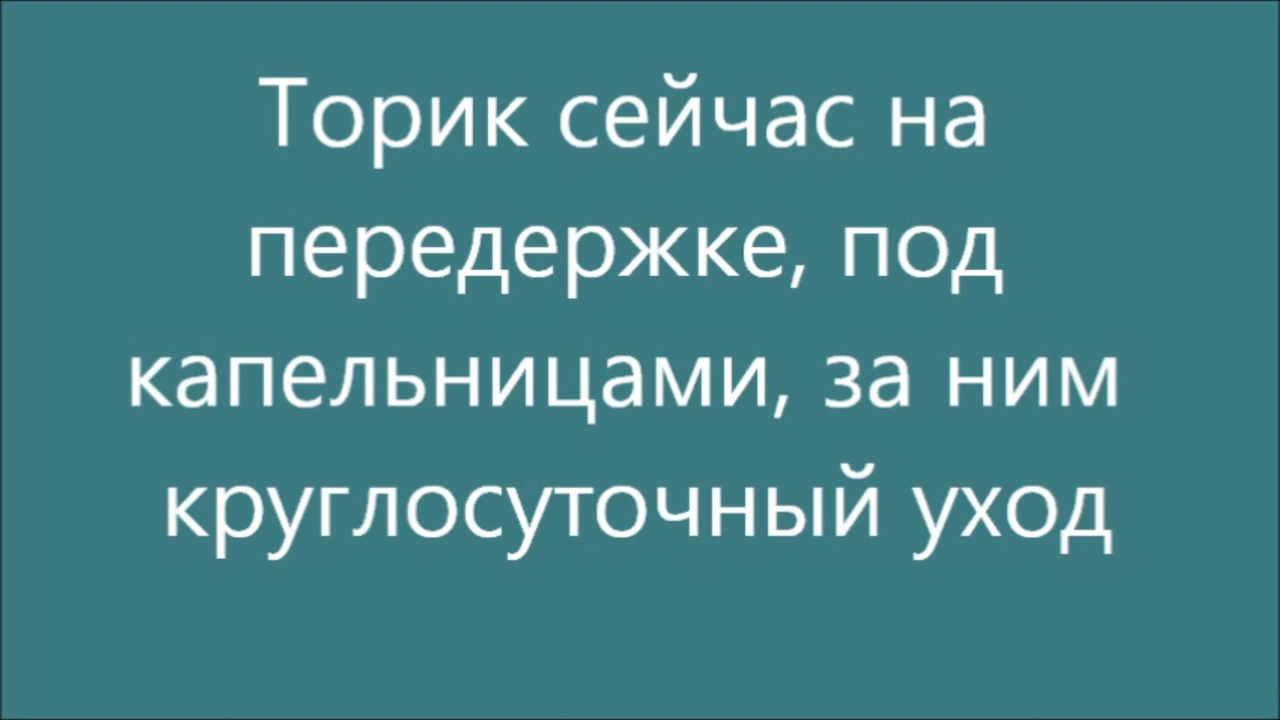 Торик сейчас на
передержке, под
капельницами, за ним
круглосуточный уход